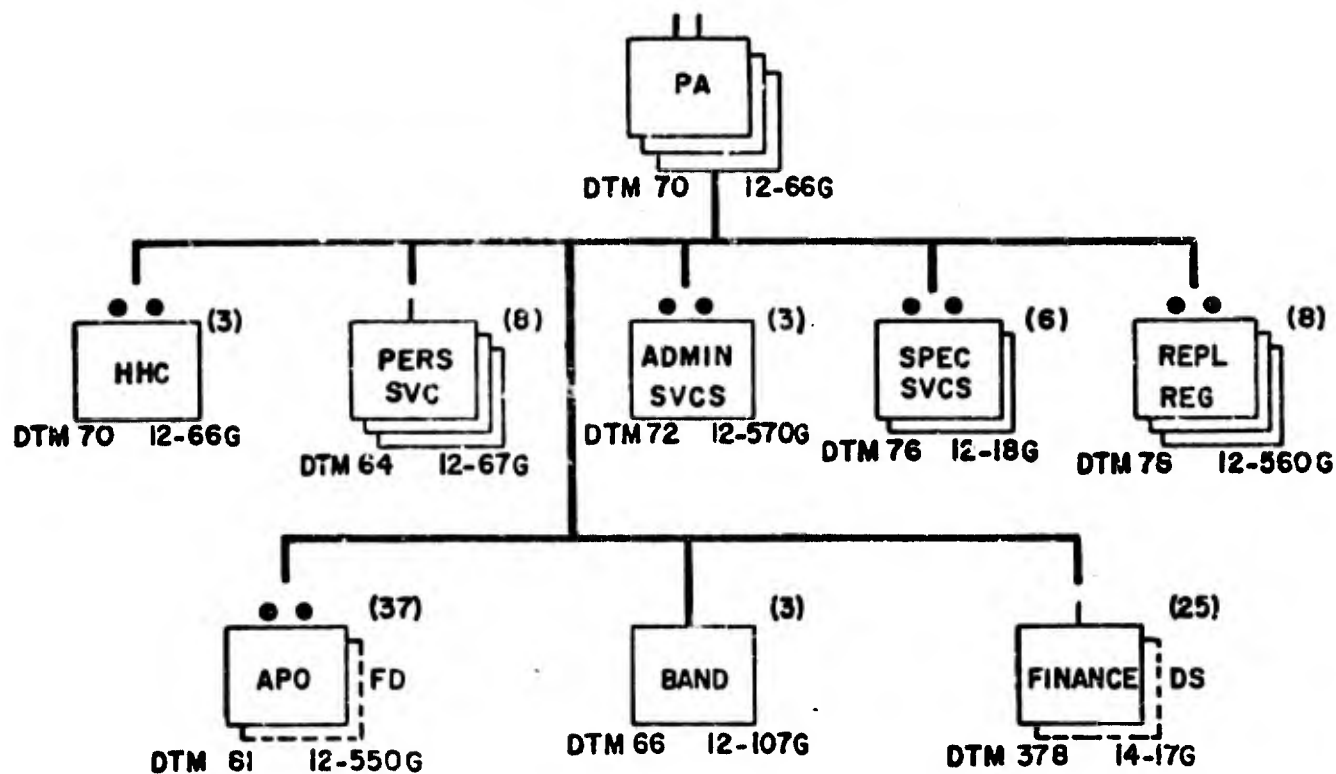 PA
DTM 70 12-66G
(3) (8) (3) (6) (8)
HHC
PERS
SVC
ADMIN
SVCS
SPEC
SVCS
REPL
REG
DTM 70 12-66G
DTM 64 12-67G
DTM 72 12-570G
DTM 76 12-18G
DTM 78 12-560G
(37) (3) (25)
APO FD
BAND
FINANCE DS
DTM 61 12-550G
DTM 66 12-107G
DTM 378 14-17G